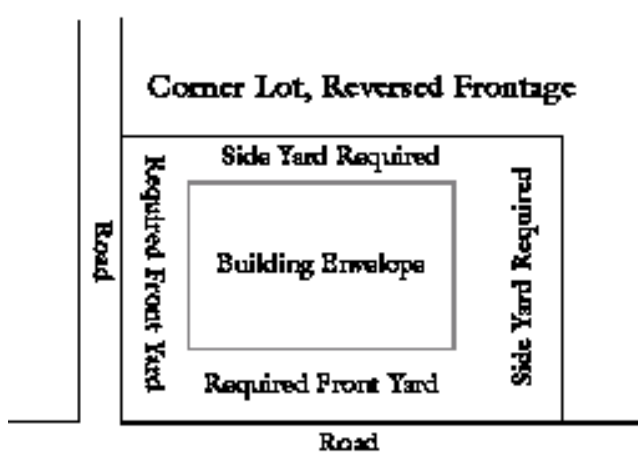 Corner Lot, Reversed Frontage
Side Yard Required
Required Front Yard
Road
Building Envelope
Side Yard Required
Required Front Yard
Road